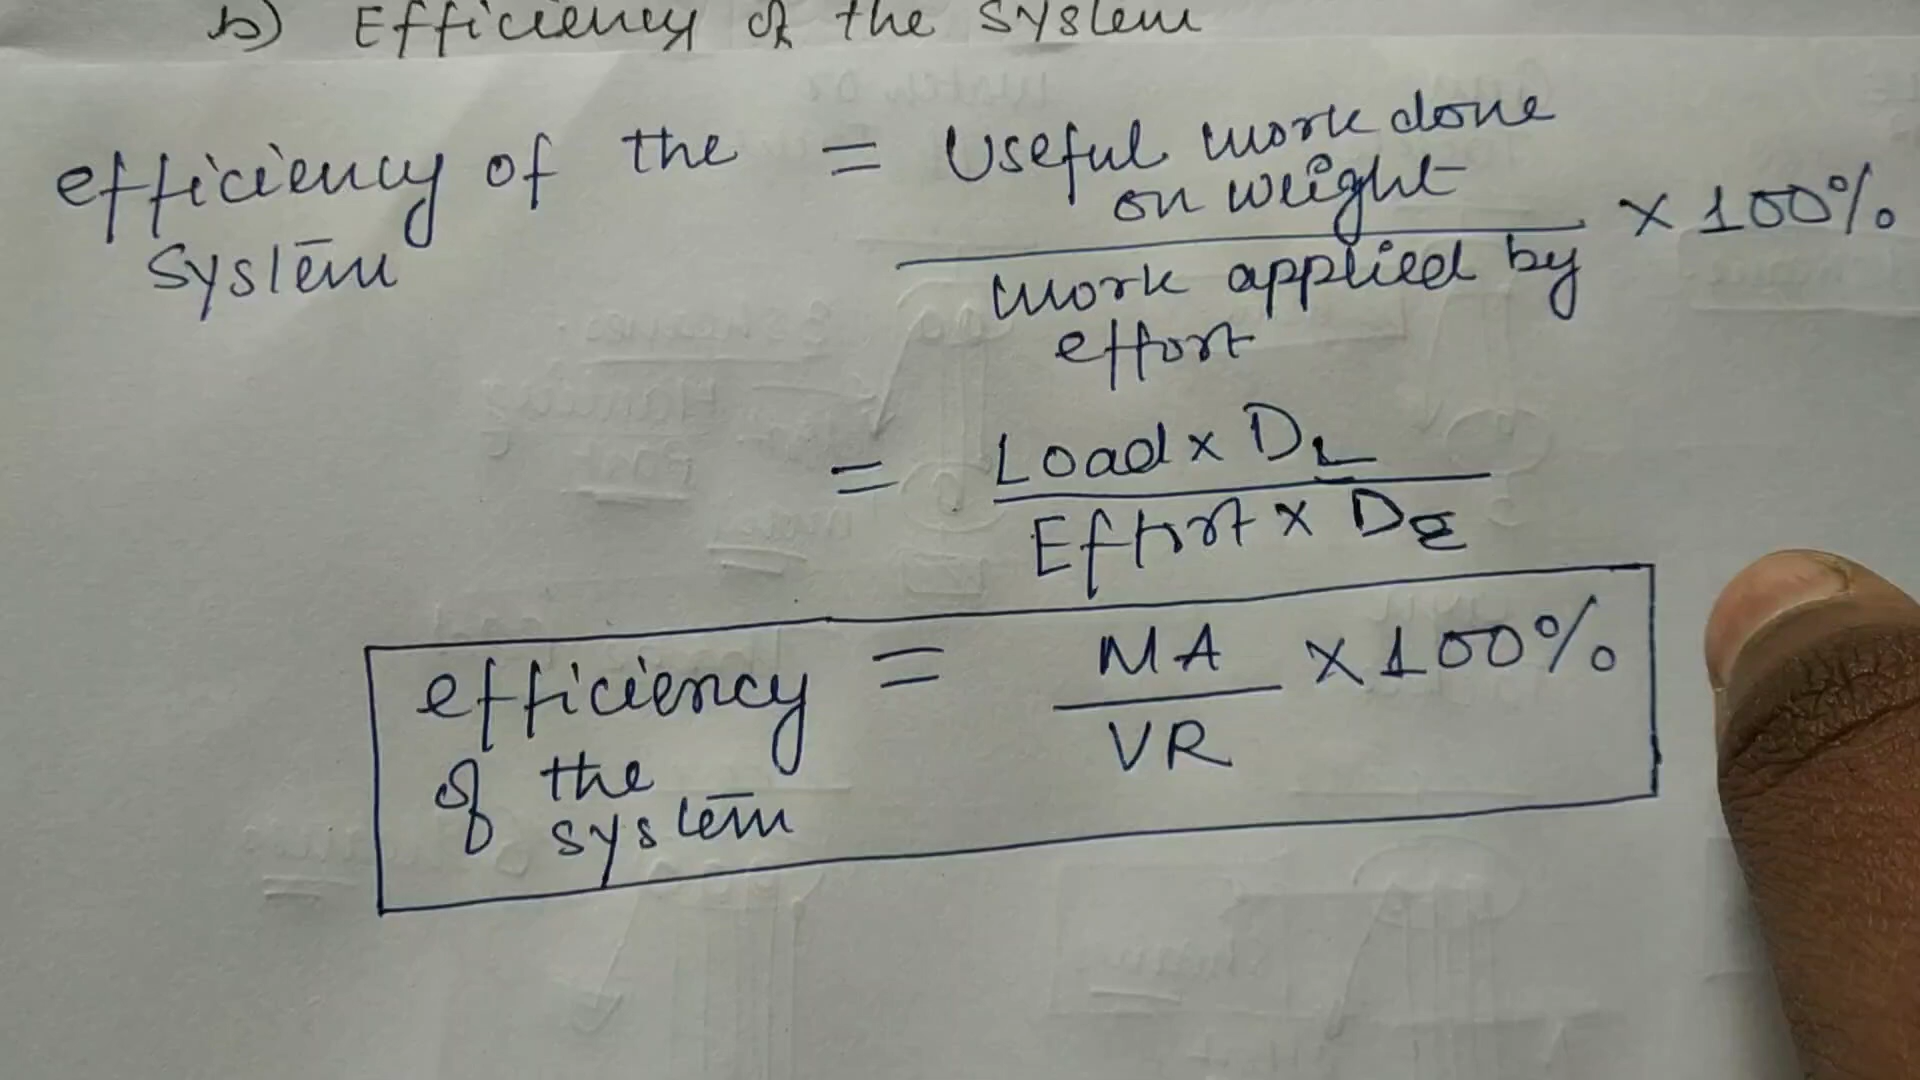 b) Efficiency of the system
efficiency of the = Useful work done
on weight
system
× 100%
work applied by
effort
= Load × DL
Effort × DE
efficiency = MA × 100%
VR
of the
system